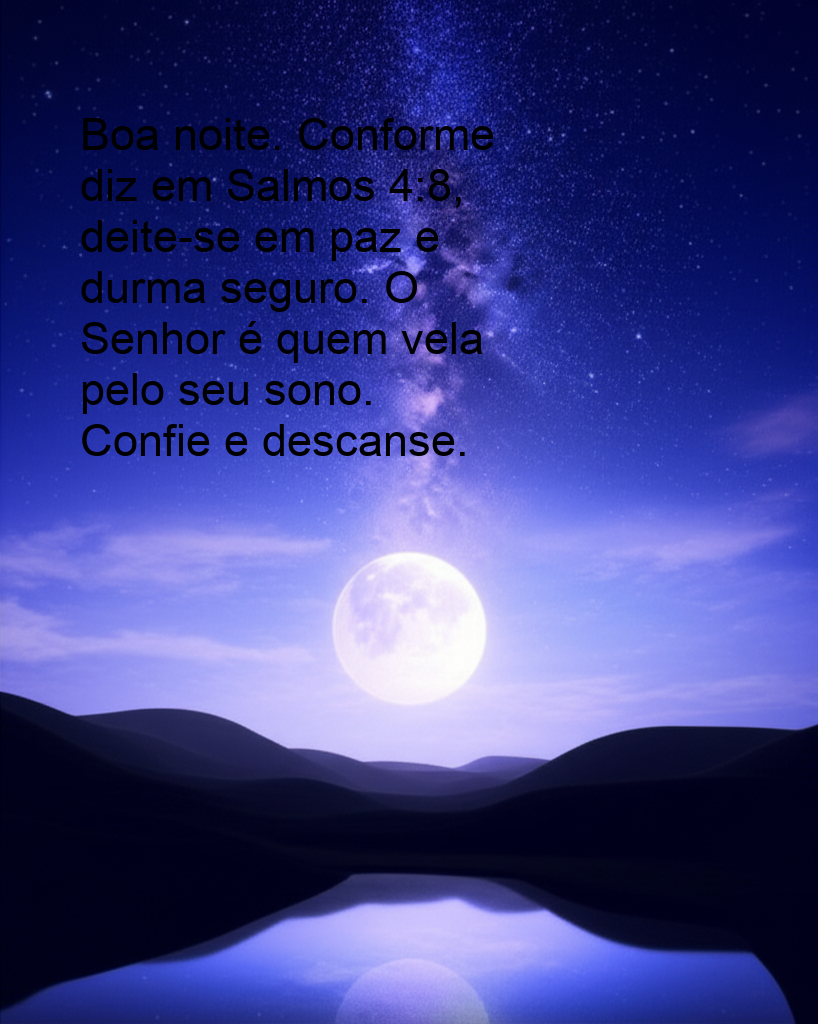 Boa noite. Conforme
diz em Salmos 4:8,
deite-se em paz e
durma seguro. O
Senhor é quem vela
pelo seu sono.
Confie e descanse.